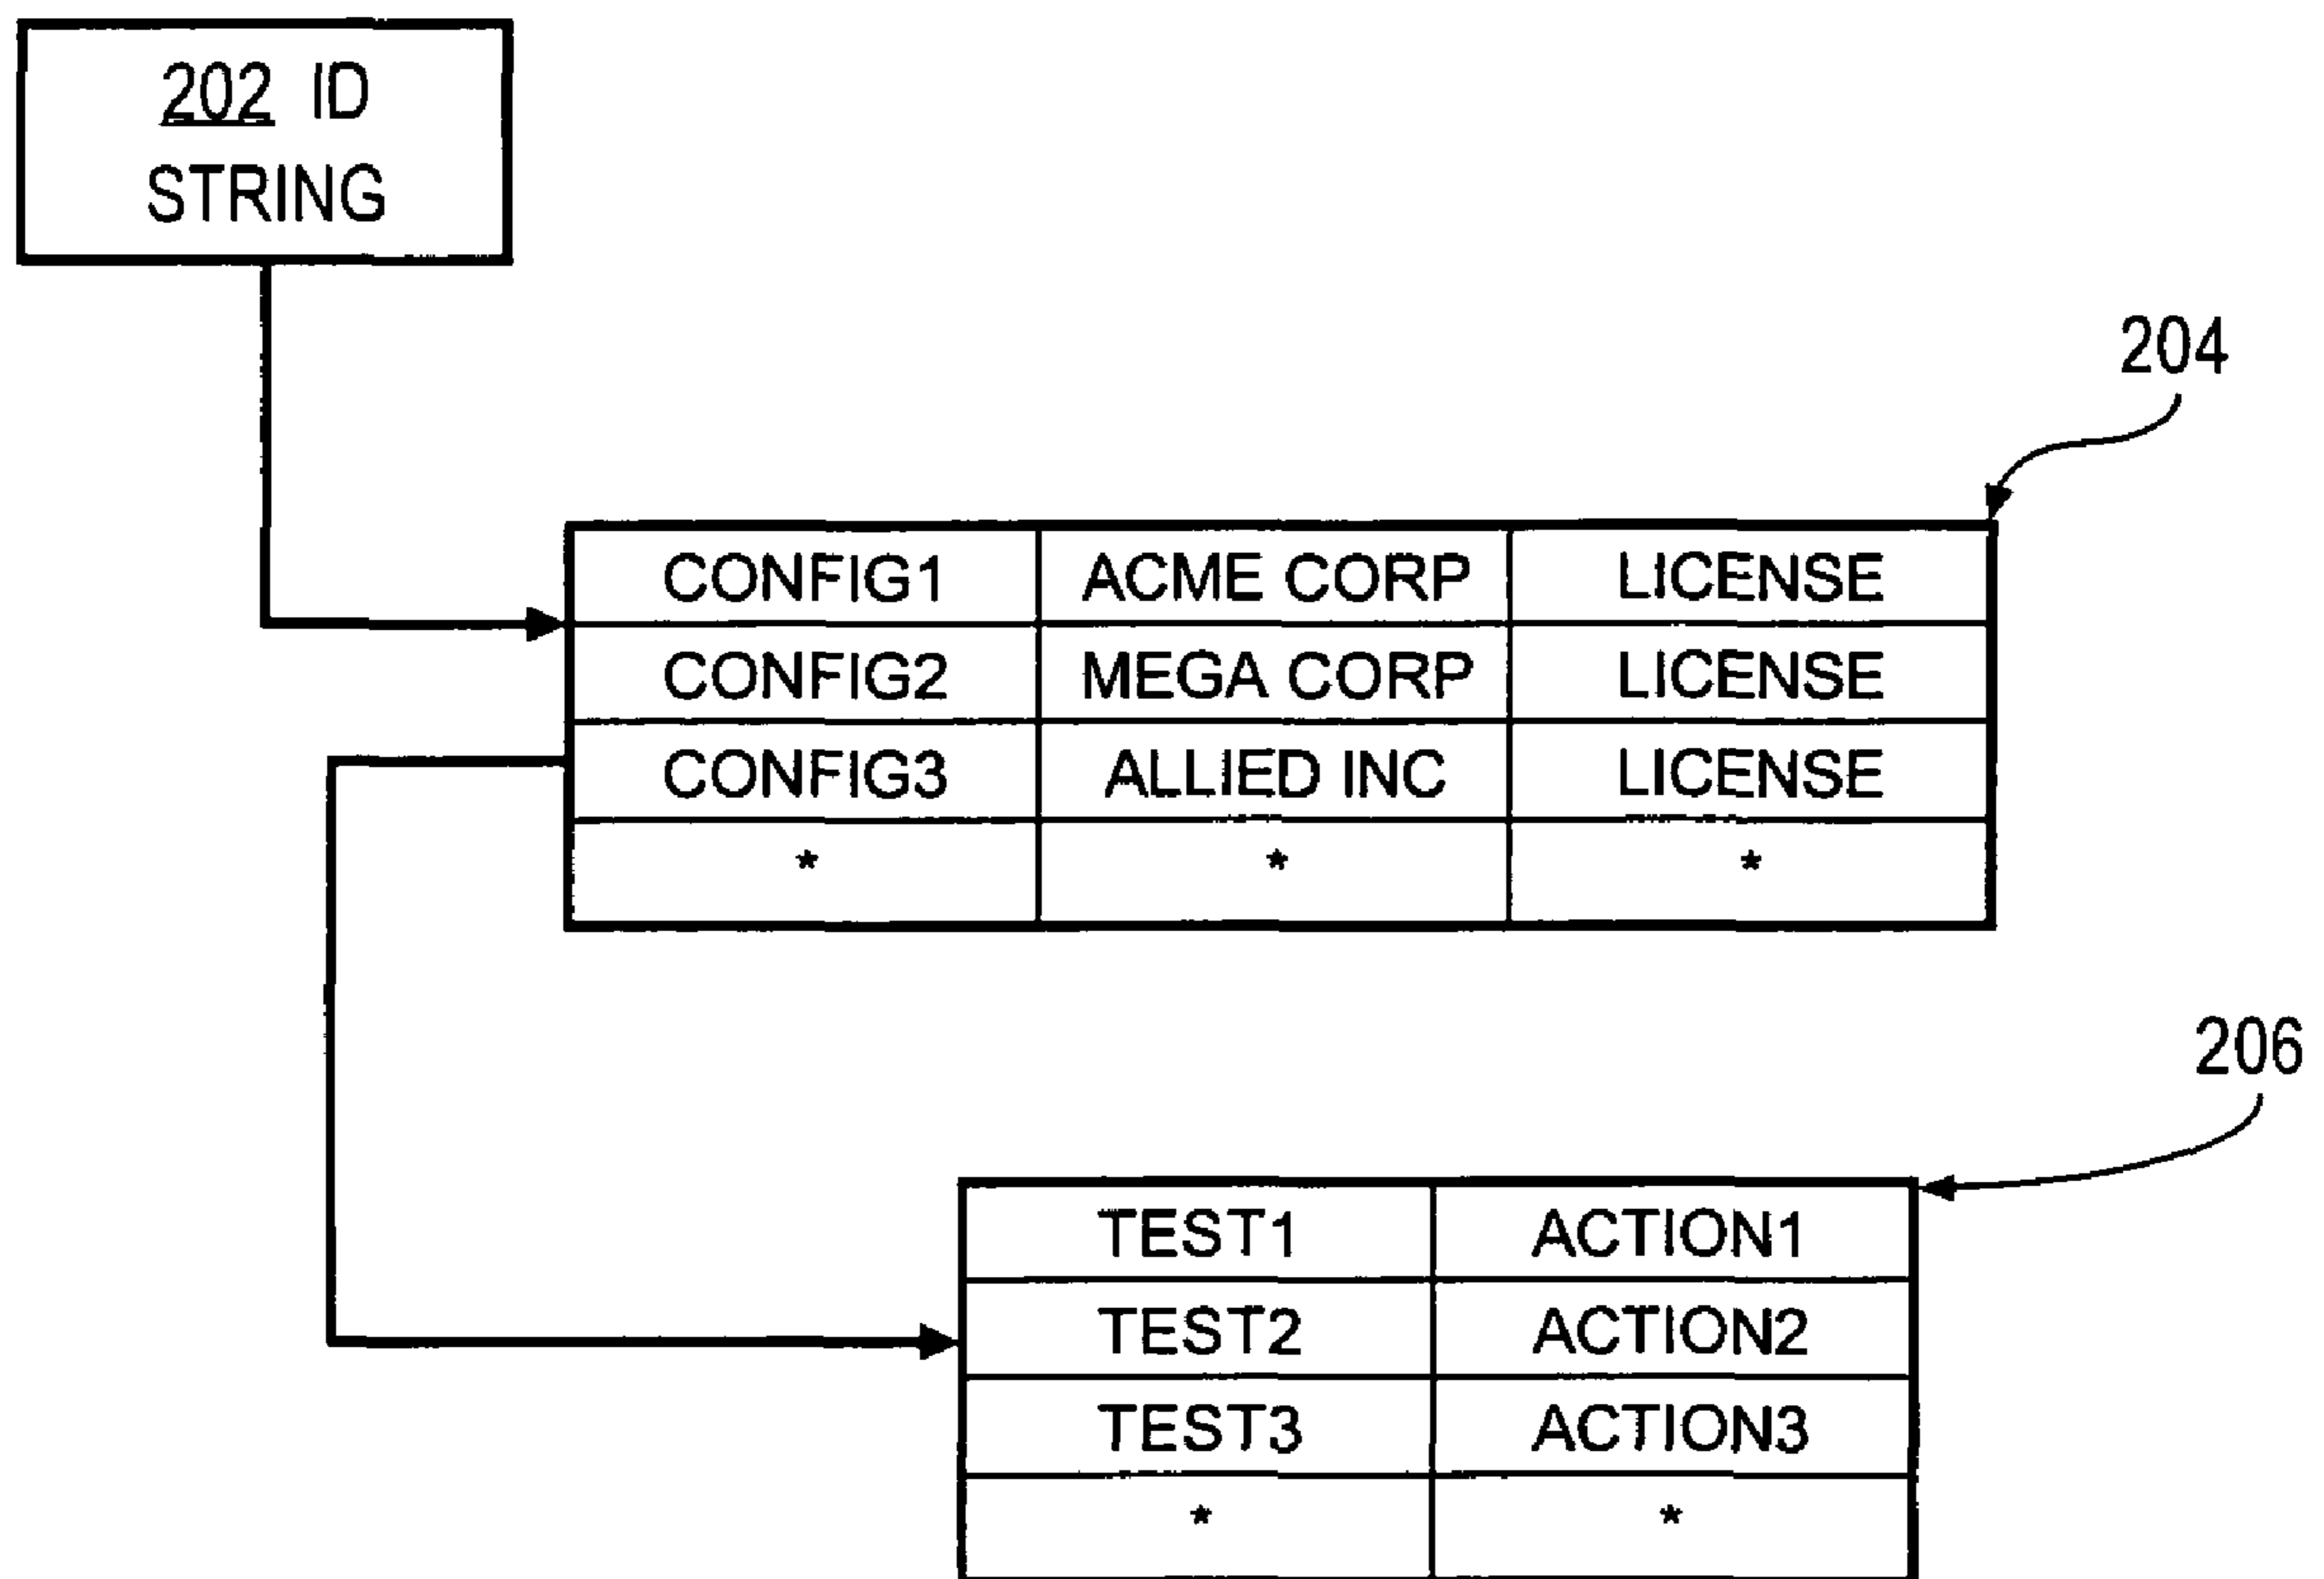 202 ID
STRING
204
CONFIG1 ACME CORP LICENSE
CONFIG2 MEGA CORP LICENSE
CONFIG3 ALLIED INC LICENSE
* * *
206
TEST1 ACTION1
TEST2 ACTION2
TEST3 ACTION3
* *